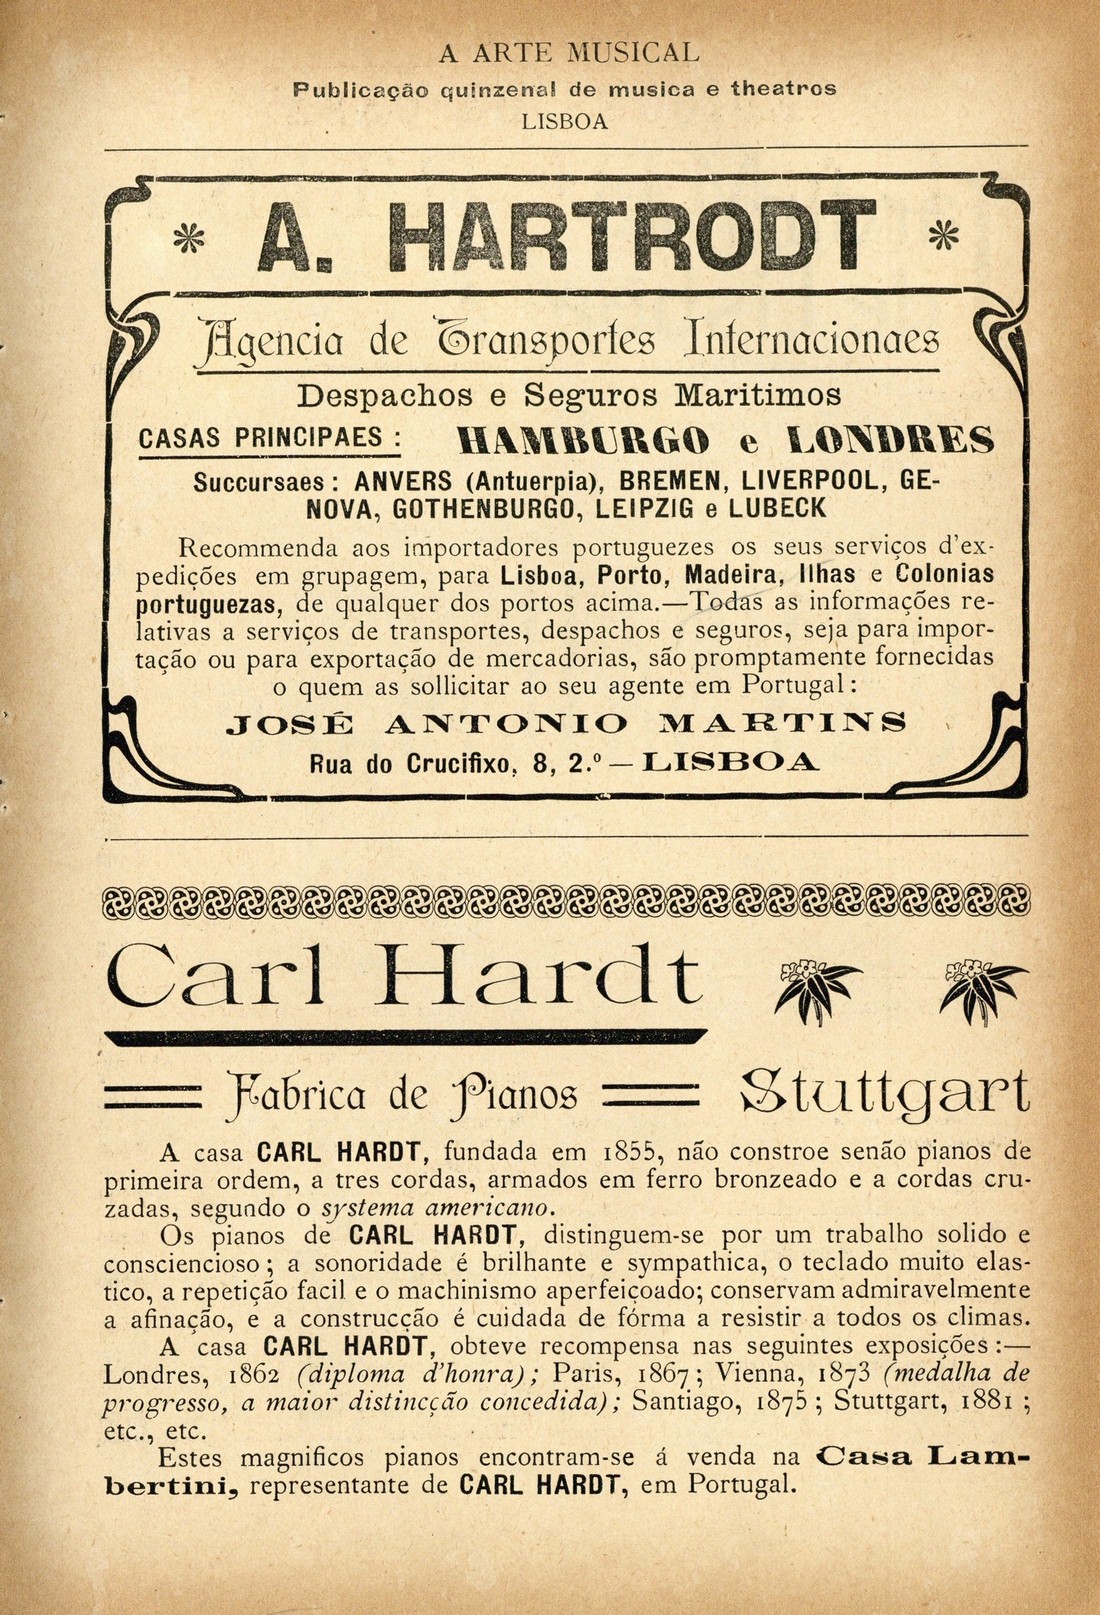 A ARTE MUSICAL
Publicação quinzenal de musica e theatros
LISBOA
A. HARTRODT
Agencia de Transportes Internacionaes
Despachos e Seguros Maritimos
CASAS PRINCIPAES : HAMBURGO e LONDRES
Succursaes : ANVERS (Antuerpia), BREMEN, LIVERPOOL, GE-
NOVA, GOTHENBURGO, LEIPZIG e LUBECK
Recommenda aos importadores portuguezes os seus serviços d'ex-
pedições em grupagem, para Lisboa, Porto, Madeira, Ilhas e Colonias
portuguezas, de qualquer dos portos acima.—Todas as informações re-
lativas a serviços de transportes, despachos e seguros, seja para impor-
tação ou para exportação de mercadorias, são promptamente fornecidas
o quem as sollicitar ao seu agente em Portugal :
JOSÉ ANTONIO MARTINS
Rua do Crucifixo, 8, 2.º — LISBOA
Carl Hardt
Fabrica de Pianos Stuttgart
A casa CARL HARDT, fundada em 1855, não constroe senão pianos de
primeira ordem, a tres cordas, armados em ferro bronzeado e a cordas cru-
zadas, segundo o systema americano.
Os pianos de CARL HARDT, distinguem-se por um trabalho solido e
consciencioso ; a sonoridade é brilhante e sympathica, o teclado muito elas-
tico, a repetição facil e o machinismo aperfeiçoado; conservam admiravelmente
a afinação, e a construcção é cuidada de fórma a resistir a todos os climas.
A casa CARL HARDT, obteve recompensa nas seguintes exposições :—
Londres, 1862 (diploma d'honra) ; Paris, 1867 ; Vienna, 1873 (medalha de
progresso, a maior distincção concedida) ; Santiago, 1875 ; Stuttgart, 1881 ;
etc., etc.
Estes magnificos pianos encontram-se á venda na Casa Lam-
bertini, representante de CARL HARDT, em Portugal.